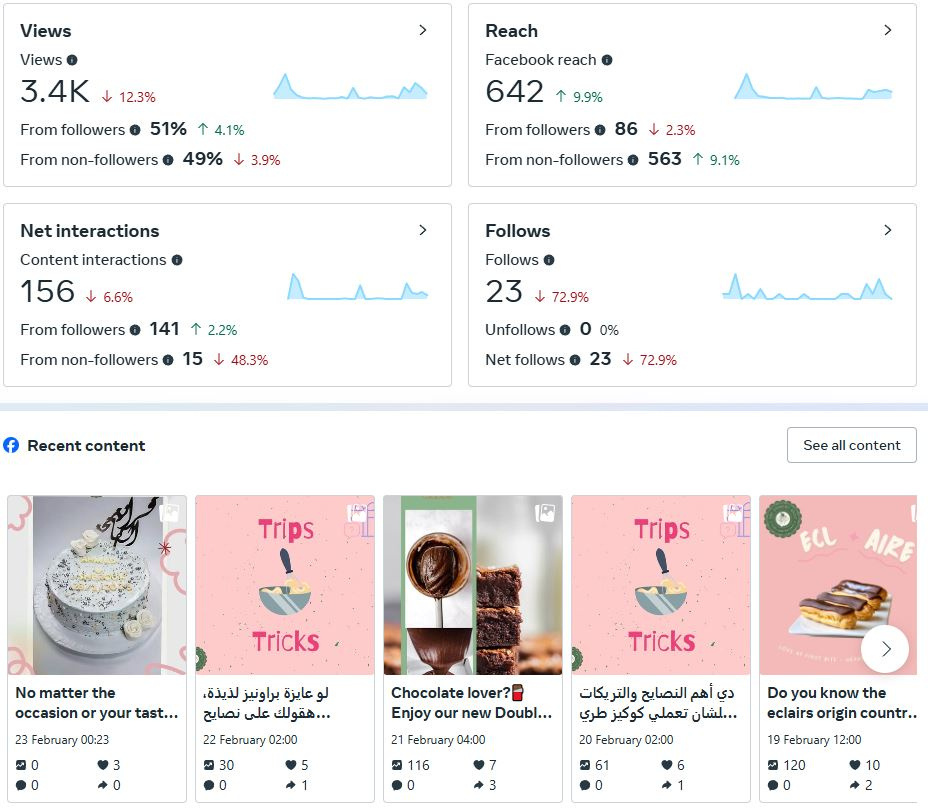 Views
Views
3.4K ↓ 12.3%
From followers 51% ↑ 4.1%
From non-followers 49% ↓ 3.9%
Reach
Facebook reach
642 ↑ 9.9%
From followers 86 ↓ 2.3%
From non-followers 563 ↑ 9.1%
Net interactions
Content interactions
156 ↓ 6.6%
From followers 141 ↑ 2.2%
From non-followers 15 ↓ 48.3%
Follows
Follows
23 ↓ 72.9%
Unfollows 0 0%
Net follows 23 ↓ 72.9%
Recent content
See all content
No matter the
occasion or your tast...
23 February 00:23
0 3
0 0
Trips
Tricks
لو عايزة براونيز لذيذة،
هقولك على نصايح...
22 February 02:00
30 5
0 1
Chocolate lover?🍫
Enjoy our new Doubl...
21 February 04:00
116 7
0 3
Trips
Tricks
دي أهم النصايح والتريكات
لشان تعملي كوكيز طري...
20 February 02:00
61 6
0 1
ECL AIRE
LOVE AT FIRST BITE
Do you know the
eclairs origin countr...
19 February 12:00
120 10
0 2